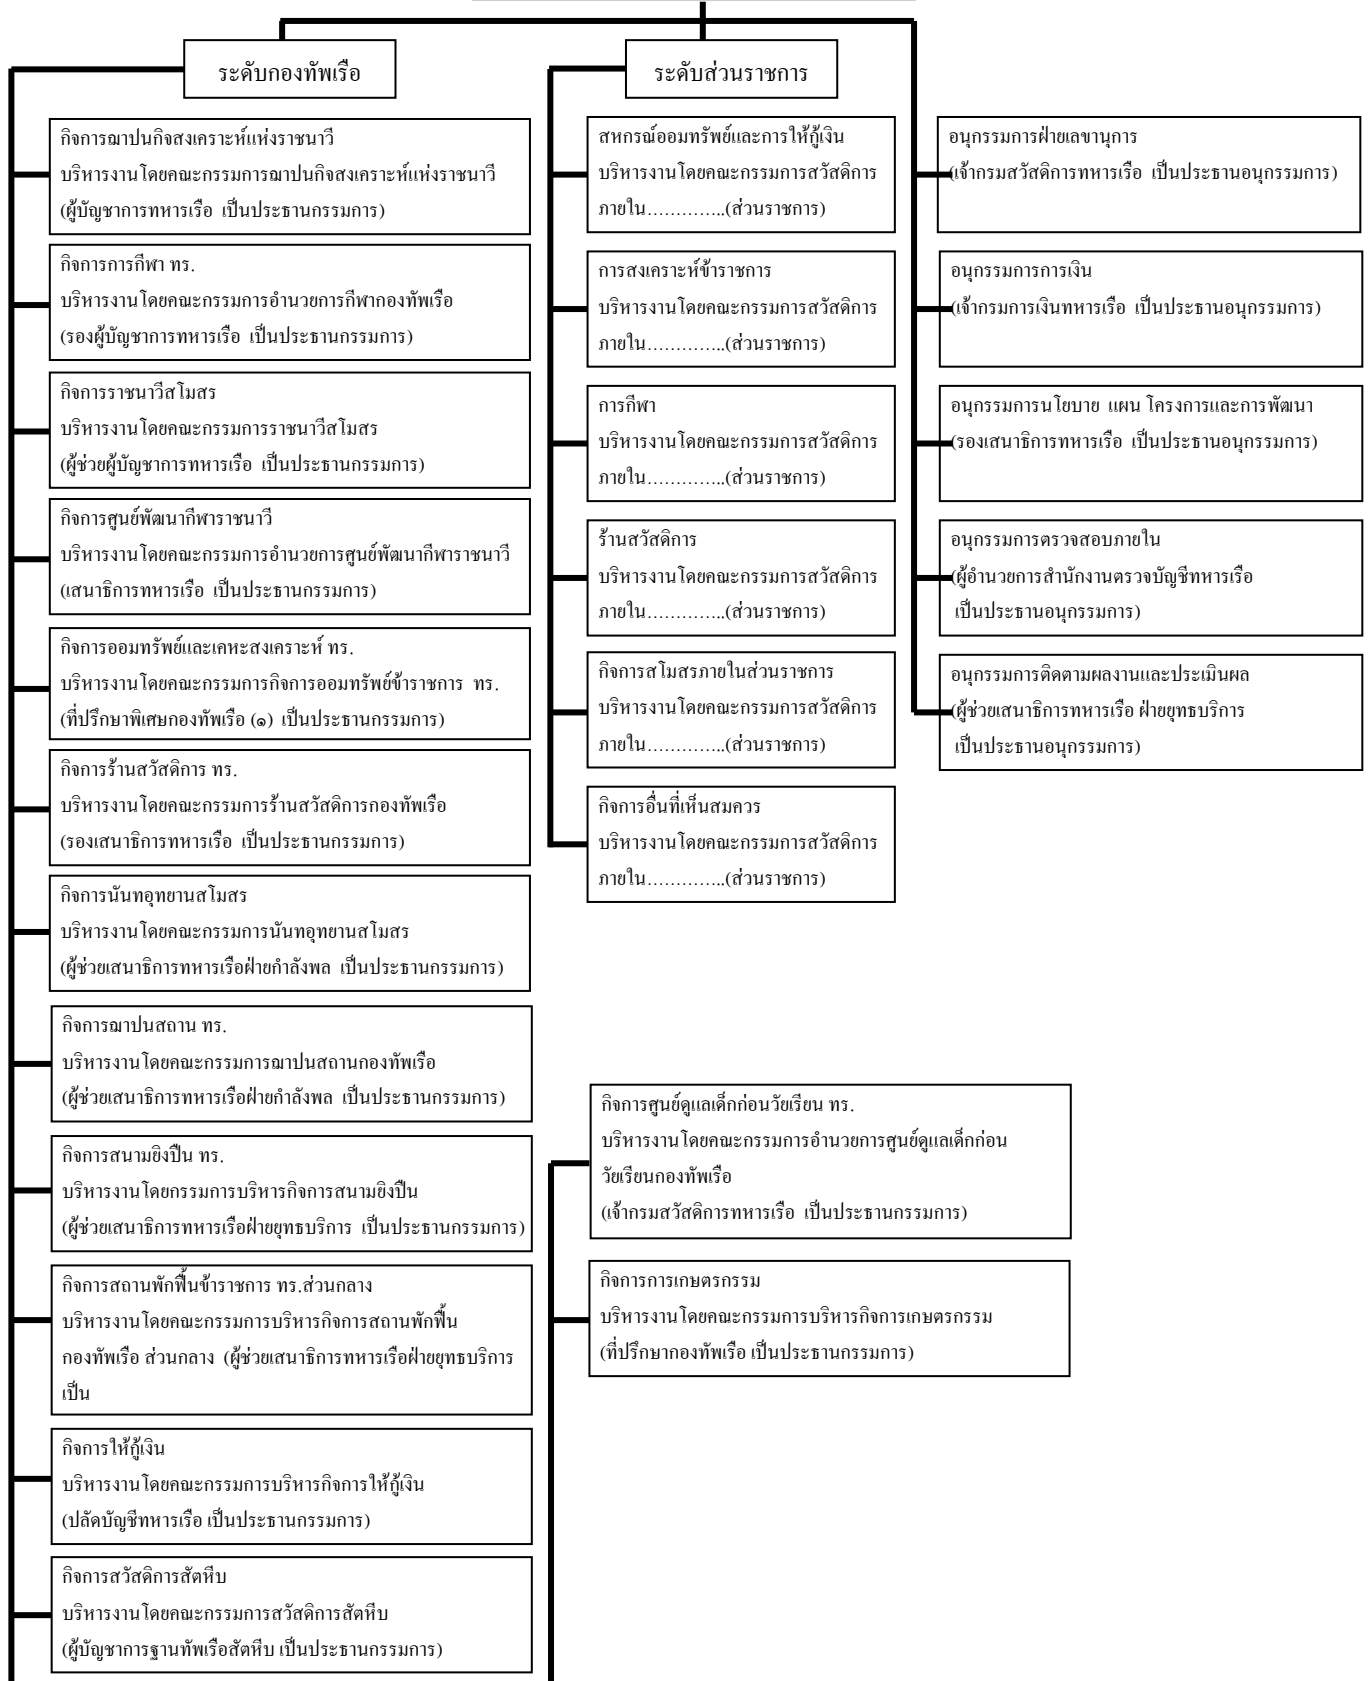 ระดับกองทัพเรือ
กิจการฌาปนกิจสงเคราะห์แห่งราชนาวี
บริหารงานโดยคณะกรรมการฌาปนกิจสงเคราะห์แห่งราชนาวี
(ผู้บัญชาการทหารเรือ เป็นประธานกรรมการ)
กิจการการกีฬา ทร.
บริหารงานโดยคณะกรรมการอำนวยการกีฬากองทัพเรือ
(รองผู้บัญชาการทหารเรือ เป็นประธานกรรมการ)
กิจการราชนาวีสโมสร
บริหารงานโดยคณะกรรมการราชนาวีสโมสร
(ผู้ช่วยผู้บัญชาการทหารเรือ เป็นประธานกรรมการ)
กิจการศูนย์พัฒนากีฬาราชนาวี
บริหารงานโดยคณะกรรมการอำนวยการศูนย์พัฒนากีฬาราชนาวี
(เสนาธิการทหารเรือ เป็นประธานกรรมการ)
กิจการออมทรัพย์และเคหะสงเคราะห์ ทร.
บริหารงานโดยคณะกรรมการกิจการออมทรัพย์ข้าราชการ ทร.
(ที่ปรึกษาพิเศษกองทัพเรือ (๑) เป็นประธานกรรมการ)
กิจการร้านสวัสดิการ ทร.
บริหารงานโดยคณะกรรมการร้านสวัสดิการกองทัพเรือ
(รองเสนาธิการทหารเรือ เป็นประธานกรรมการ)
กิจการนันทอุทยานสโมสร
บริหารงานโดยคณะกรรมการนันทอุทยานสโมสร
(ผู้ช่วยเสนาธิการทหารเรือฝ่ายกำลังพล เป็นประธานกรรมการ)
กิจการฌาปนสถาน ทร.
บริหารงานโดยคณะกรรมการฌาปนสถานกองทัพเรือ
(ผู้ช่วยเสนาธิการทหารเรือฝ่ายกำลังพล เป็นประธานกรรมการ)
กิจการสนามยิงปืน ทร.
บริหารงานโดยกรรมการบริหารกิจการสนามยิงปืน
(ผู้ช่วยเสนาธิการทหารเรือฝ่ายยุทธบริการ เป็นประธานกรรมการ)
กิจการสถานพักฟื้นข้าราชการ ทร.ส่วนกลาง
บริหารงานโดยคณะกรรมการบริหารกิจการสถานพักฟื้น
กองทัพเรือ ส่วนกลาง (ผู้ช่วยเสนาธิการทหารเรือฝ่ายยุทธบริการ
เป็น
กิจการให้กู้เงิน
บริหารงานโดยคณะกรรมการบริหารกิจการให้กู้เงิน
(ปลัดบัญชีทหารเรือ เป็นประธานกรรมการ)
กิจการสวัสดิการสัตหีบ
บริหารงานโดยคณะกรรมการสวัสดิการสัตหีบ
(ผู้บัญชาการฐานทัพเรือสัตหีบ เป็นประธานกรรมการ)
ระดับส่วนราชการ
สหกรณ์ออมทรัพย์และการให้กู้เงิน
บริหารงานโดยคณะกรรมการสวัสดิการ
ภายใน…………..(ส่วนราชการ)
การสงเคราะห์ข้าราชการ
บริหารงานโดยคณะกรรมการสวัสดิการ
ภายใน…………..(ส่วนราชการ)
การกีฬา
บริหารงานโดยคณะกรรมการสวัสดิการ
ภายใน…………..(ส่วนราชการ)
ร้านสวัสดิการ
บริหารงานโดยคณะกรรมการสวัสดิการ
ภายใน…………..(ส่วนราชการ)
กิจการสโมสรภายในส่วนราชการ
บริหารงานโดยคณะกรรมการสวัสดิการ
ภายใน…………..(ส่วนราชการ)
กิจการอื่นที่เห็นสมควร
บริหารงานโดยคณะกรรมการสวัสดิการ
ภายใน…………..(ส่วนราชการ)
อนุกรรมการฝ่ายเลขานุการ
(เจ้ากรมสวัสดิการทหารเรือ เป็นประธานอนุกรรมการ)
อนุกรรมการการเงิน
(เจ้ากรมการเงินทหารเรือ เป็นประธานอนุกรรมการ)
อนุกรรมการนโยบาย แผน โครงการและการพัฒนา
(รองเสนาธิการทหารเรือ เป็นประธานอนุกรรมการ)
อนุกรรมการตรวจสอบภายใน
(ผู้อำนวยการสำนักงานตรวจบัญชีทหารเรือ
เป็นประธานอนุกรรมการ)
อนุกรรมการติดตามผลงานและประเมินผล
(ผู้ช่วยเสนาธิการทหารเรือ ฝ่ายยุทธบริการ
เป็นประธานอนุกรรมการ)
กิจการศูนย์ดูแลเด็กก่อนวัยเรียน ทร.
บริหารงานโดยคณะกรรมการอำนวยการศูนย์ดูแลเด็กก่อน
วัยเรียนกองทัพเรือ
(เจ้ากรมสวัสดิการทหารเรือ เป็นประธานกรรมการ)
กิจการการเกษตรกรรม
บริหารงานโดยคณะกรรมการบริหารกิจการเกษตรกรรม
(ที่ปรึกษากองทัพเรือ เป็นประธานกรรมการ)